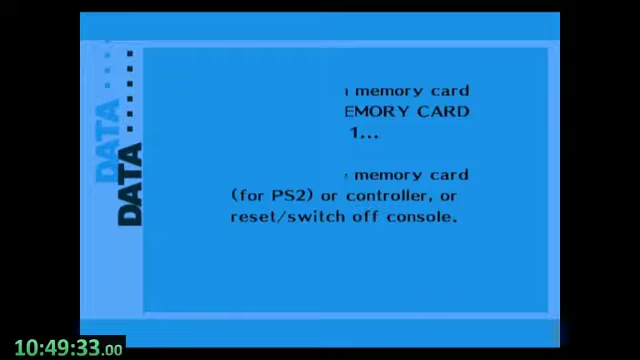 DATA.....
DATA.....
memory card
EMORY CARD
1...
memory card
(for PS2) or controller, or
reset/switch off console.
10:49:33.00